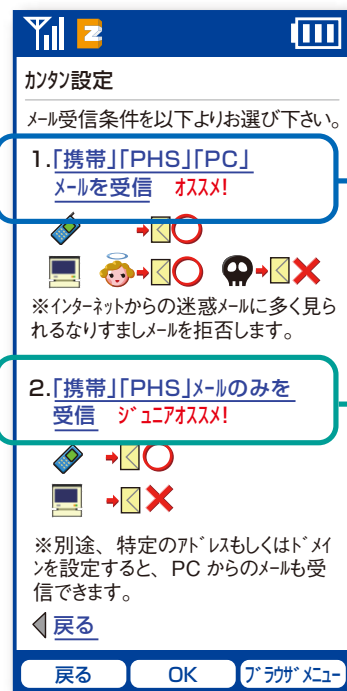 カンタン設定
メール受信条件を以下よりお選び下さい。
1.「携帯」「PHS」「PC」
メールを受信 オススメ!
※インターネットからの迷惑メールに多く見ら
れるなりすましメールを拒否します。
2.「携帯」「PHS」メールのみを
受信 ジュニアオススメ!
※別途、特定のアドレスもしくはドメイ
ンを設定すると、PCからのメールも受
信できます。
戻る
戻る OK ブラウザメニュー